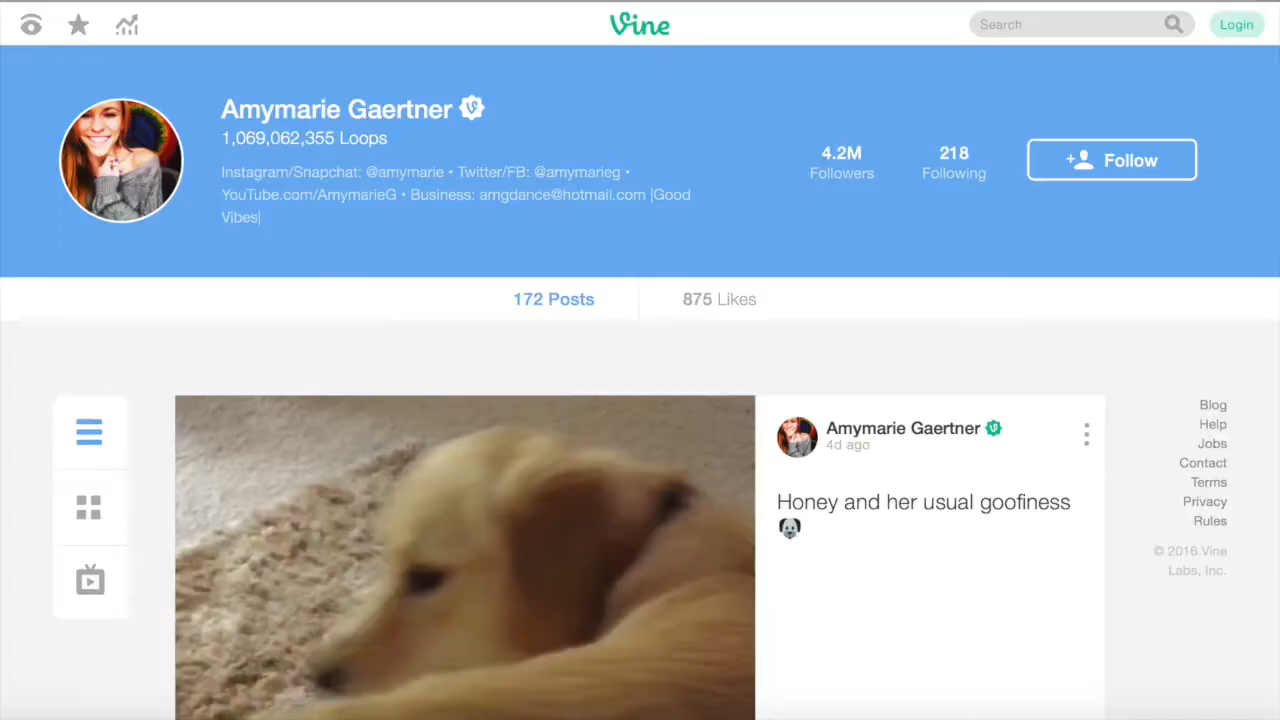 Vine
Search
Login
Amymarie Gaertner
1,069,062,355 Loops
Instagram/Snapchat: @amymarie • Twitter/FB: @amymarieg •
YouTube.com/AmymarieG • Business: amgdance@hotmail.com |Good
Vibes|
4.2M
Followers
218
Following
Follow
172 Posts
875 Likes
Amymarie Gaertner
4d ago
Honey and her usual goofiness
🐶
Blog
Help
Jobs
Contact
Terms
Privacy
Rules
© 2016 Vine
Labs, Inc.